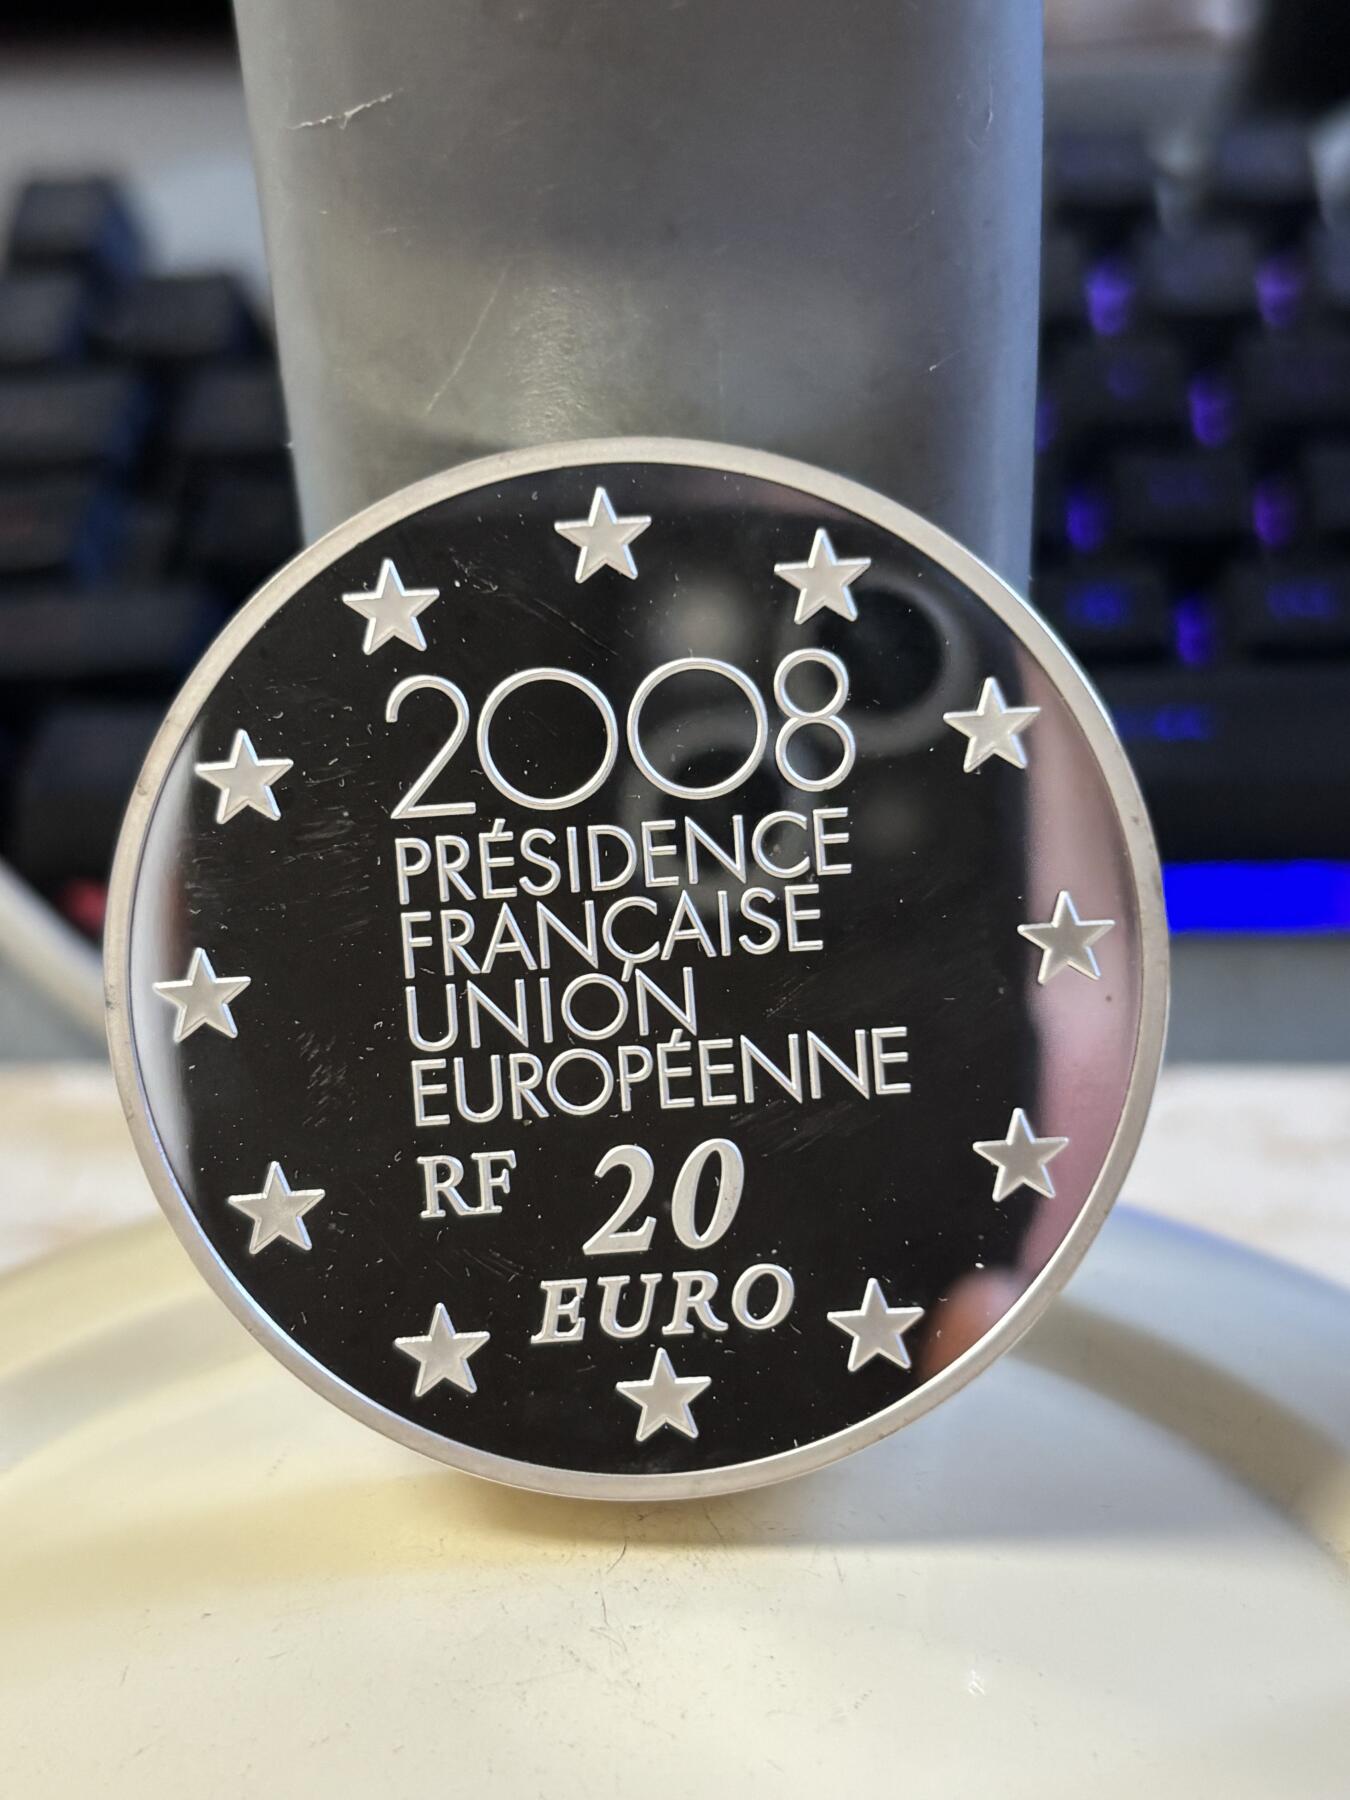 2008
PRÉSIDENCE
FRANÇAISE
UNION
EUROPÉENNE
RF 20
EURO